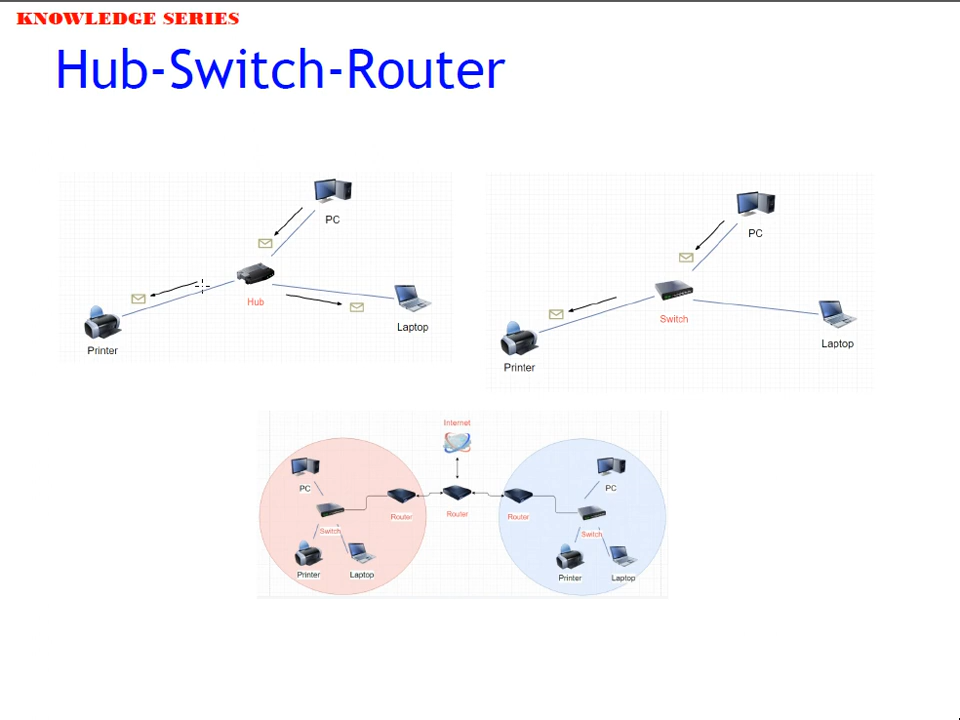 KNOWLEDGE SERIES
Hub-Switch-Router
PC
Hub
Laptop
Printer
PC
Switch
Laptop
Printer
Internet
PC
Router
Router
Router
PC
Switch
Switch
Printer
Laptop
Printer
Laptop